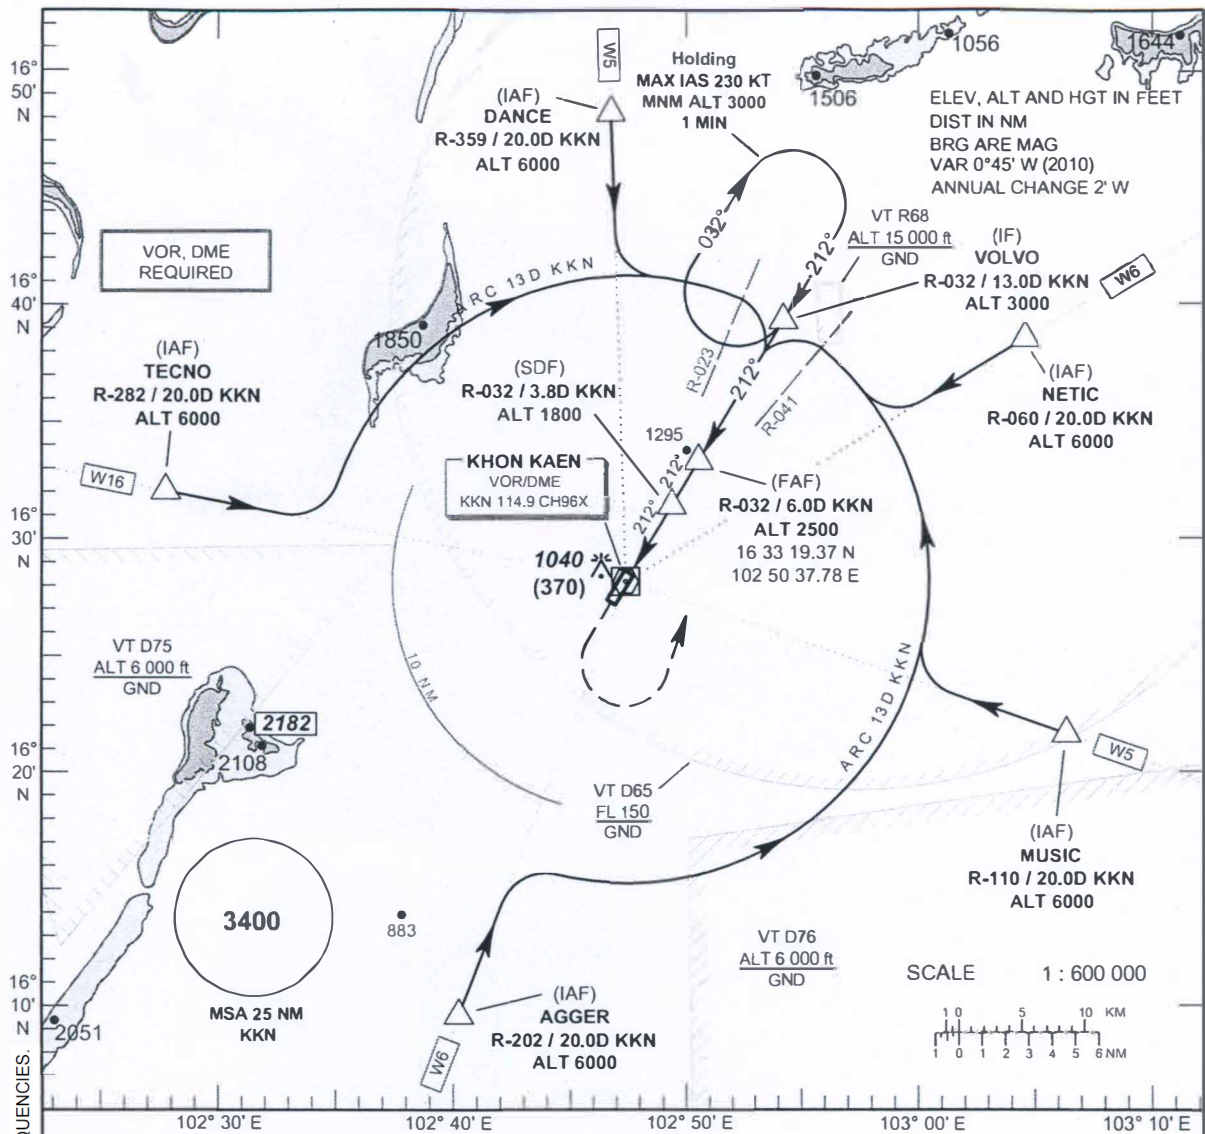 W5
Holding
MAX IAS 230 KT
MNM ALT 3000
1 MIN
1056
1644
1506
16°
50'
N
(IAF)
DANCE
R-359 / 20.0D KKN
ALT 6000
ELEV, ALT AND HGT IN FEET
DIST IN NM
BRG ARE MAG
VAR 0°45' W (2010)
ANNUAL CHANGE 2' W
VOR, DME
REQUIRED
032°
212°
VT R68
ALT 15 000 ft
GND
(IF)
VOLVO
R-032 / 13.0D KKN
ALT 3000
W6
16°
40'
N
ARC 13D KKN
1850
(IAF)
TECNO
R-282 / 20.0D KKN
ALT 6000
(SDF)
R-032 / 3.8D KKN
ALT 1800
R-023
212°
R-041
(IAF)
NETIC
R-060 / 20.0D KKN
ALT 6000
1295
W16
KHON KAEN
VOR/DME
KKN 114.9 CH96X
212°
212°
(FAF)
R-032 / 6.0D KKN
ALT 2500
16 33 19.37 N
102 50 37.78 E
16°
30'
N
1040
(370)
VT D75
ALT 6 000 ft
GND
10 NM
ARC 13D KKN
2182
2108
16°
20'
N
VT D65
FL 150
GND
W5
(IAF)
MUSIC
R-110 / 20.0D KKN
ALT 6000
3400
MSA 25 NM
KKN
883
VT D76
ALT 6 000 ft
GND
SCALE 1 : 600 000
16°
10'
N
2051
(IAF)
AGGER
R-202 / 20.0D KKN
ALT 6000
W6
1 0 5 10 KM
1 0 1 2 3 4 5 6 NM
QUENCIES.
102° 30' E
102° 40' E
102° 50' E
103° 00' E
103° 10' E